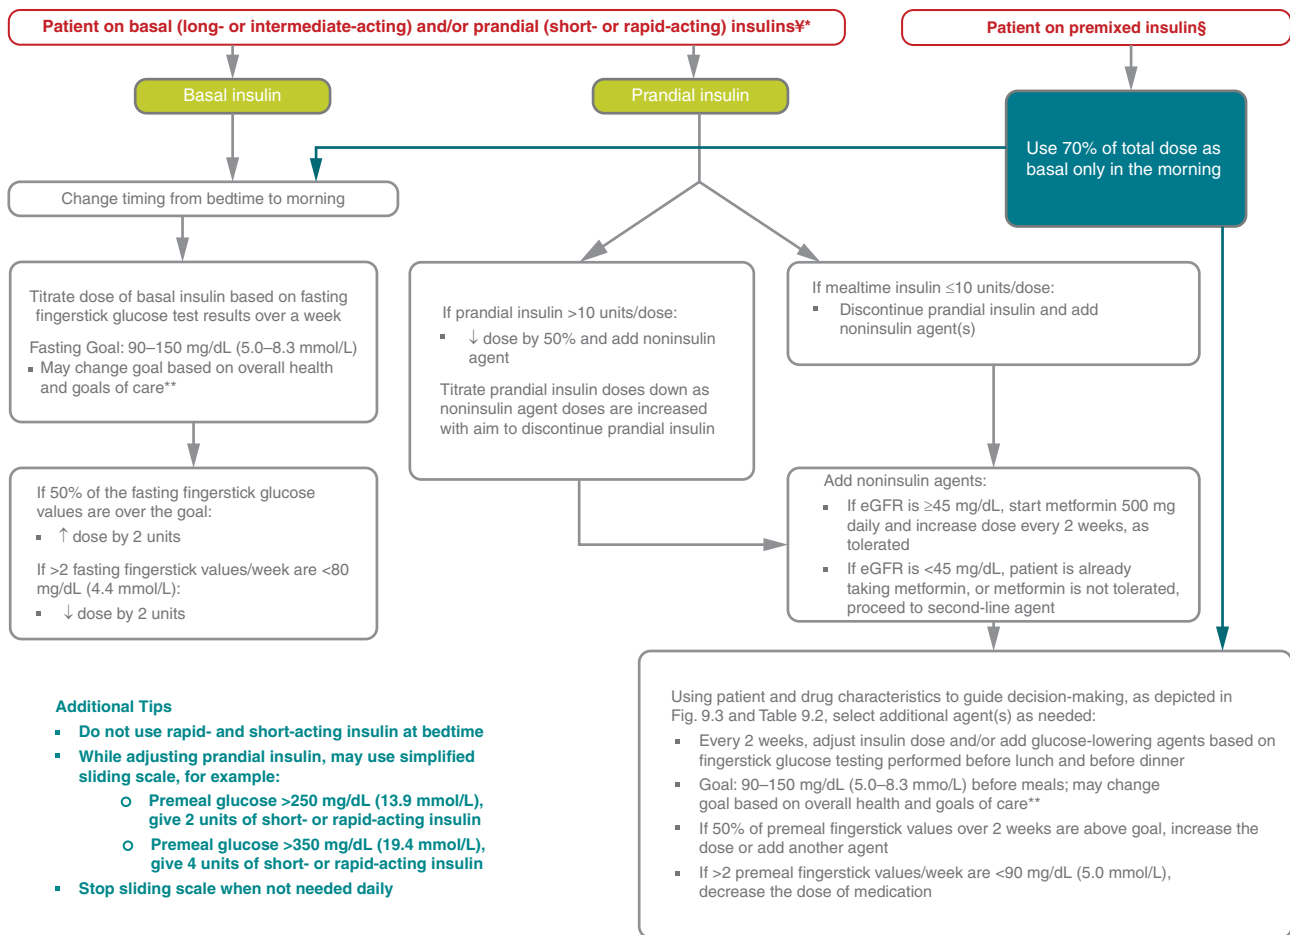 Patient on basal (long- or intermediate-acting) and/or prandial (short- or rapid-acting) insulins¥*
Patient on premixed insulin§
Basal insulin
Prandial insulin
Use 70% of total dose as
basal only in the morning
Change timing from bedtime to morning
Titrate dose of basal insulin based on fasting
fingerstick glucose test results over a week
Fasting Goal: 90–150 mg/dL (5.0–8.3 mmol/L)
▪ May change goal based on overall health
and goals of care**
If 50% of the fasting fingerstick glucose
values are over the goal:
▪ ↑ dose by 2 units
If >2 fasting fingerstick values/week are <80
mg/dL (4.4 mmol/L):
▪ ↓ dose by 2 units
If prandial insulin >10 units/dose:
▪ ↓ dose by 50% and add noninsulin
agent
Titrate prandial insulin doses down as
noninsulin agent doses are increased
with aim to discontinue prandial insulin
If mealtime insulin ≤10 units/dose:
▪ Discontinue prandial insulin and add
noninsulin agent(s)
Add noninsulin agents:
▪ If eGFR is ≥45 mg/dL, start metformin 500 mg
daily and increase dose every 2 weeks, as
tolerated
▪ If eGFR is <45 mg/dL, patient is already
taking metformin, or metformin is not tolerated,
proceed to second-line agent
Using patient and drug characteristics to guide decision-making, as depicted in
Fig. 9.3 and Table 9.2, select additional agent(s) as needed:
▪ Every 2 weeks, adjust insulin dose and/or add glucose-lowering agents based on
fingerstick glucose testing performed before lunch and before dinner
▪ Goal: 90–150 mg/dL (5.0–8.3 mmo/L) before meals; may change
goal based on overall health and goals of care**
▪ If 50% of premeal fingerstick values over 2 weeks are above goal, increase the
dose or add another agent
▪ If >2 premeal fingerstick values/week are <90 mg/dL (5.0 mmol/L),
decrease the dose of medication
Additional Tips
▪ Do not use rapid- and short-acting insulin at bedtime
▪ While adjusting prandial insulin, may use simplified
sliding scale, for example:
o Premeal glucose >250 mg/dL (13.9 mmol/L),
give 2 units of short- or rapid-acting insulin
o Premeal glucose >350 mg/dL (19.4 mmol/L),
give 4 units of short- or rapid-acting insulin
▪ Stop sliding scale when not needed daily